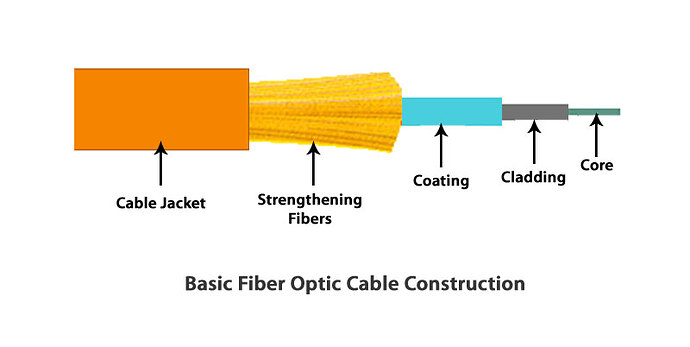 Cable Jacket
Strengthening
Fibers
Coating
Cladding
Core
Basic Fiber Optic Cable Construction